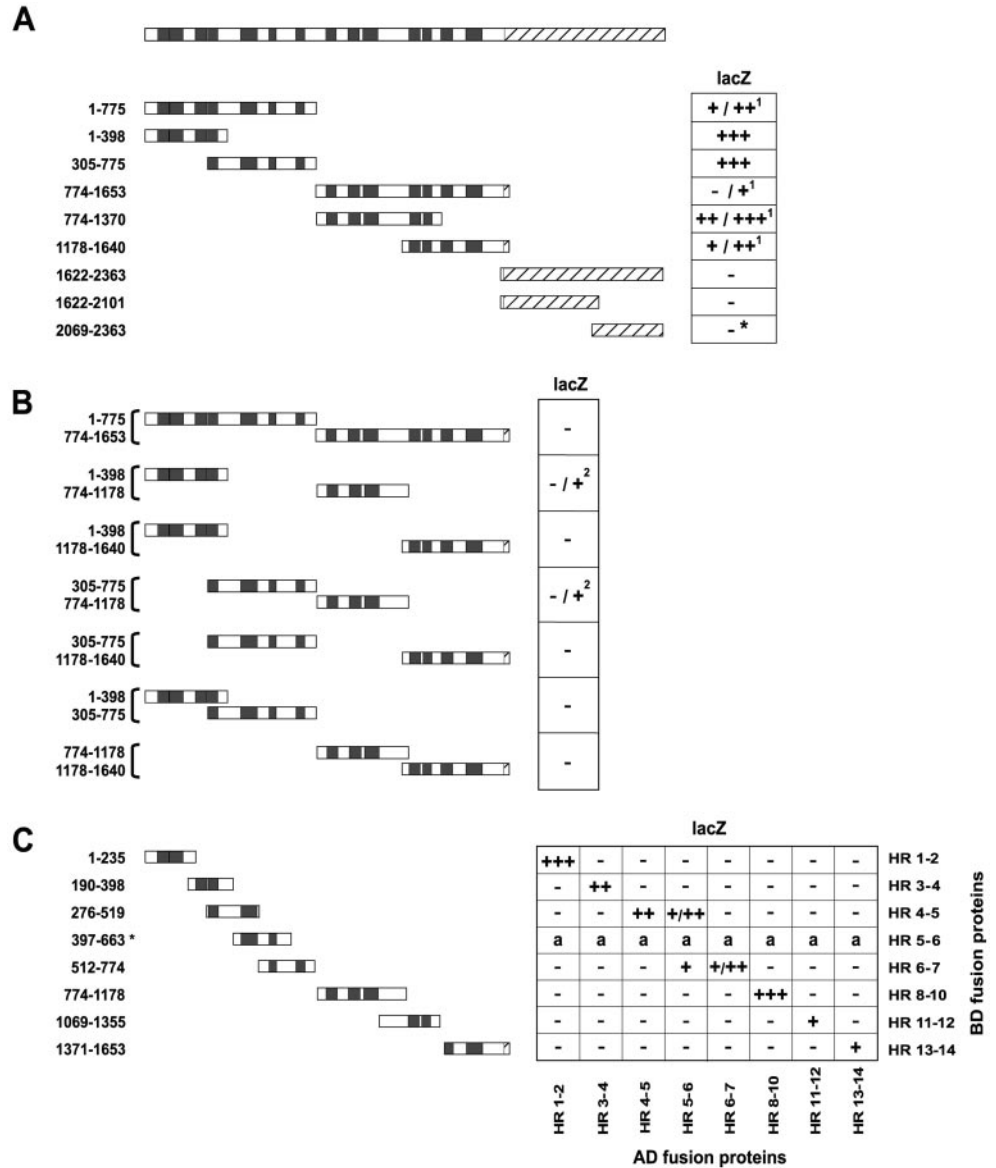 A
lacZ
1-775 + / ++1
1-398 +++
305-775 +++
774-1653 - / +1
774-1370 ++ / +++1
1178-1640 + / ++1
1622-2363 -
1622-2101 -
2069-2363 - *
B
lacZ
1-775
774-1653 -
1-398
774-1178 - / +2
1-398
1178-1640 -
305-775
774-1178 - / +2
305-775
1178-1640 -
1-398
305-775 -
774-1178
1178-1640 -
C
lacZ
1-235 +++ - - - - - - - HR 1-2
190-398 - ++ - - - - - - HR 3-4
276-519 - - ++ +/++ - - - - HR 4-5
397-663 * a a a a a a a a HR 5-6
512-774 - - - + +/++ - - - HR 6-7
774-1178 - - - - - +++ - - HR 8-10
1069-1355 - - - - - - + - HR 11-12
1371-1653 - - - - - - - + HR 13-14
BD fusion proteins
HR 1-2 HR 3-4 HR 4-5 HR 5-6 HR 6-7 HR 8-10 HR 11-12 HR 13-14
AD fusion proteins